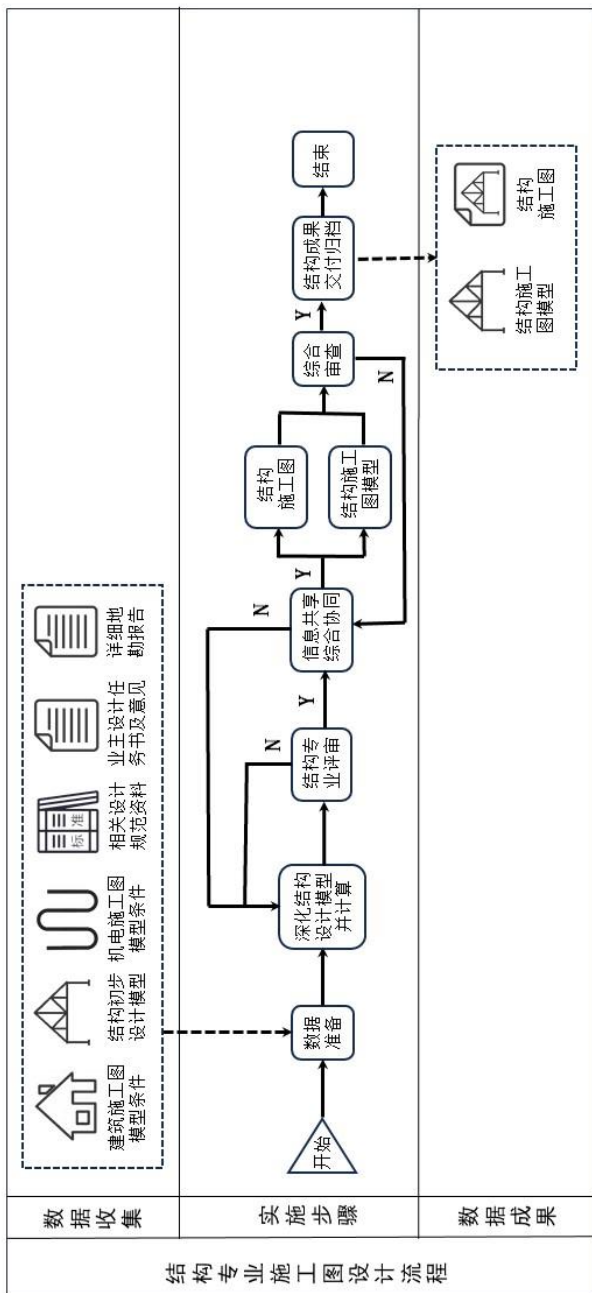 结构专业施工图设计流程
数据收集
建筑施工图
模型条件
结构初步
设计模型
机电施工图
模型条件
标准
相关设计
规范资料
业主设计任
务书及意见
详细地
勘报告
实施步骤
开始
数据
准备
深化结构
设计模型
并计算
结构专
业评审
N
Y
信息共享
综合协同
N
Y
结构
施工图
结构施工
图模型
综合
审查
Y
N
结构成果
交付归档
结束
数据成果
结构施工
图模型
结构
施工图